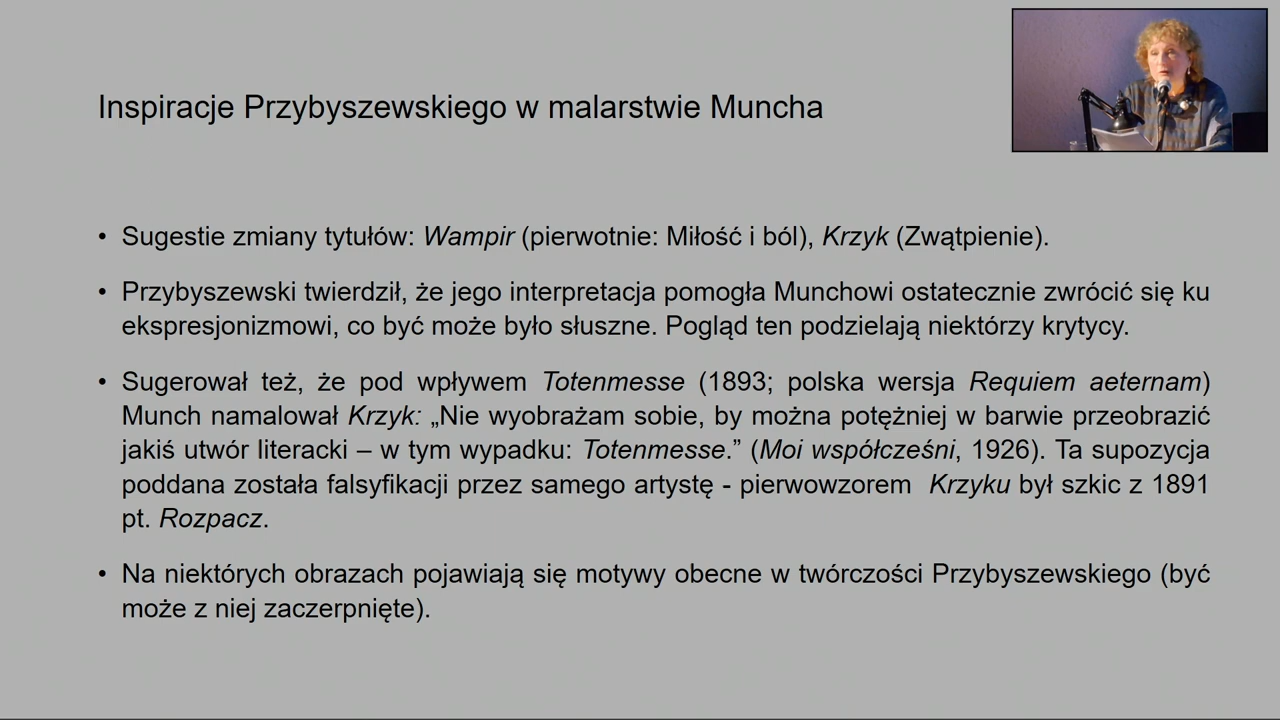 Inspiracje Przybyszewskiego w malarstwie Muncha
• Sugestie zmiany tytułów: Wampir (pierwotnie: Miłość i ból), Krzyk (Zwątpienie).
• Przybyszewski twierdził, że jego interpretacja pomogła Munchowi ostatecznie zwrócić się ku
ekspresjonizmowi, co być może było słuszne. Pogląd ten podzielają niektórzy krytycy.
• Sugerował też, że pod wpływem Totenmesse (1893; polska wersja Requiem aeternam)
Munch namalował Krzyk: „Nie wyobrażam sobie, by można potężniej w barwie przeobrazić
jakiś utwór literacki – w tym wypadku: Totenmesse.” (Moi współcześni, 1926). Ta supozycja
poddana została falsyfikacji przez samego artystę - pierwowzorem Krzyku był szkic z 1891
pt. Rozpacz.
• Na niektórych obrazach pojawiają się motywy obecne w twórczości Przybyszewskiego (być
może z niej zaczerpnięte).